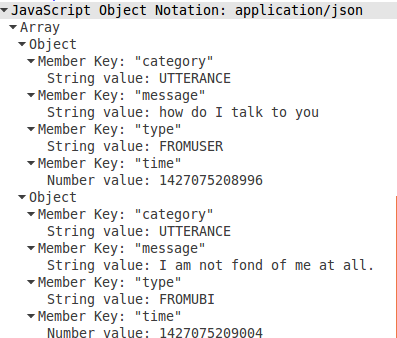 JavaScript Object Notation: application/json
Array
Object
Member Key: "category"
String value: UTTERANCE
Member Key: "message"
String value: how do I talk to you
Member Key: "type"
String value: FROMUSER
Member Key: "time"
Number value: 1427075208996
Object
Member Key: "category"
String value: UTTERANCE
Member Key: "message"
String value: I am not fond of me at all.
Member Key: "type"
String value: FROMUBI
Member Key: "time"
Number value: 1427075209004